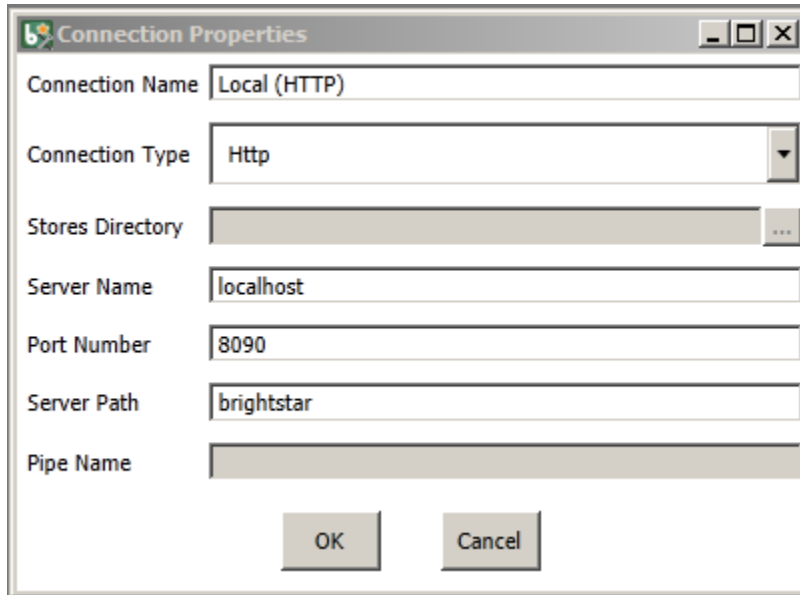 Connection Properties
Connection Name Local (HTTP)
Connection Type Http
Stores Directory ...
Server Name localhost
Port Number 8090
Server Path brightstar
Pipe Name
OK Cancel